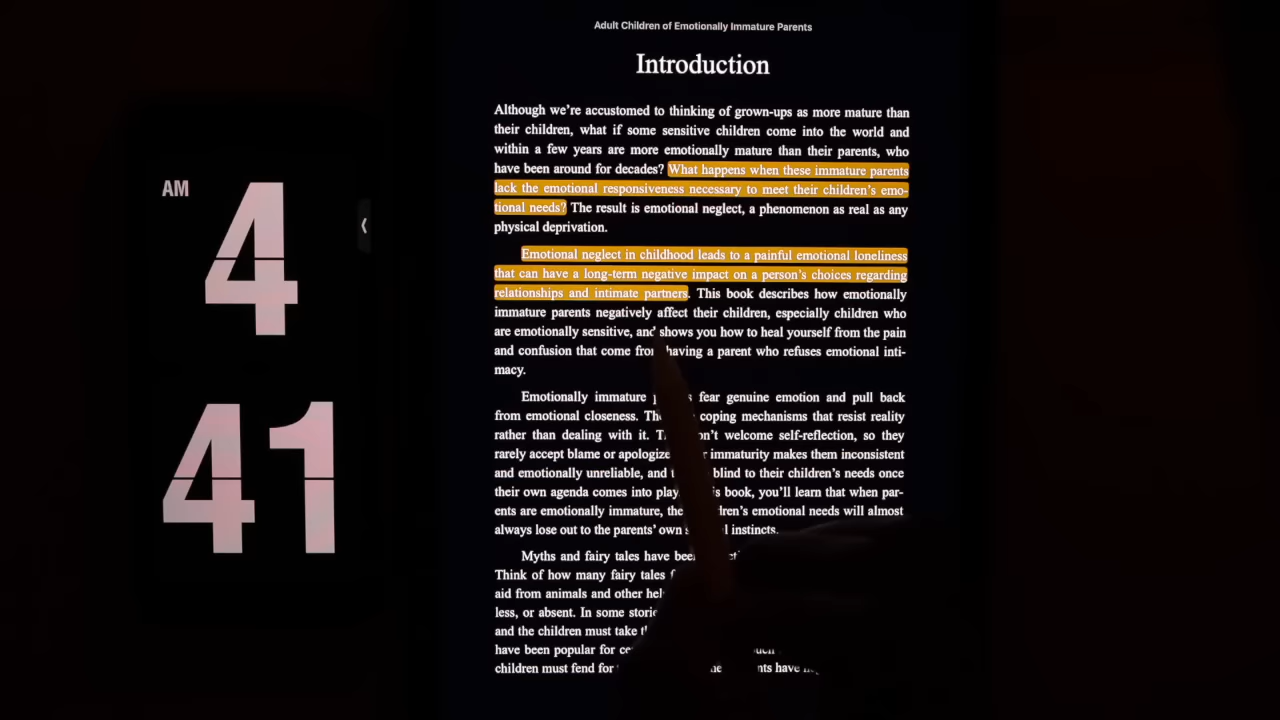 AM
4
41
Adult Children of Emotionally Immature Parents
Introduction
Although we're accustomed to thinking of grown-ups as more mature than
their children, what if some sensitive children come into the world and
within a few years are more emotionally mature than their parents, who
have been around for decades? What happens when these immature parents
lack the emotional responsiveness necessary to meet their children's emo-
tional needs? The result is emotional neglect, a phenomenon as real as any
physical deprivation.
Emotional neglect in childhood leads to a painful emotional loneliness
that can have a long-term negative impact on a person's choices regarding
relationships and intimate partners. This book describes how emotionally
immature parents negatively affect their children, especially children who
are emotionally sensitive, and shows you how to heal yourself from the pain
and confusion that come from having a parent who refuses emotional inti-
macy.
Emotionally immature fear genuine emotion and pull back
from emotional closeness. coping mechanisms that resist reality
rather than dealing with it. welcome self-reflection, so they
rarely accept blame or apologize immaturity makes them inconsistent
and emotionally unreliable, and blind to their children's needs once
their own agenda comes into play. book, you'll learn that when par-
ents are emotionally immature, emotional needs will almost
always lose out to the parents' own instincts.
Myths and fairy tales have been
Think of how many fairy tales
aid from animals and other
less, or absent. In some
and the children must take
have been popular for
children must fend for have